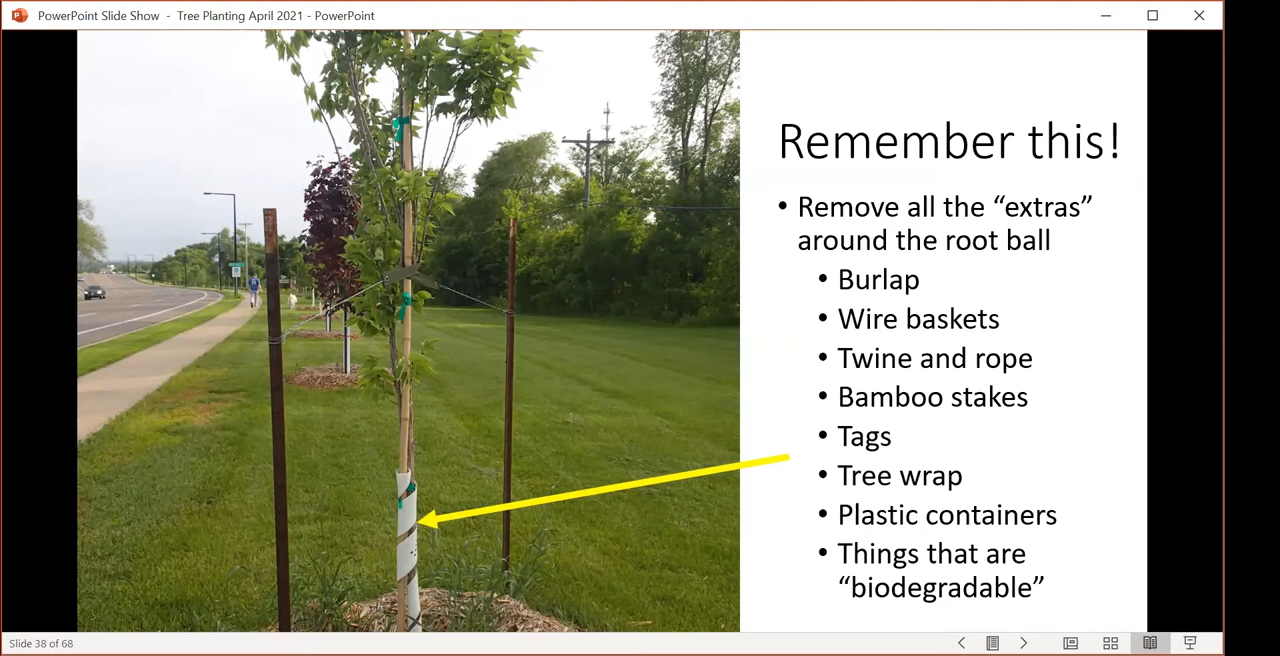 PowerPoint Slide Show - Tree Planting April 2021 - PowerPoint
Remember this!
• Remove all the “extras”
around the root ball
• Burlap
• Wire baskets
• Twine and rope
• Bamboo stakes
• Tags
• Tree wrap
• Plastic containers
• Things that are
“biodegradable”
Slide 38 of 68